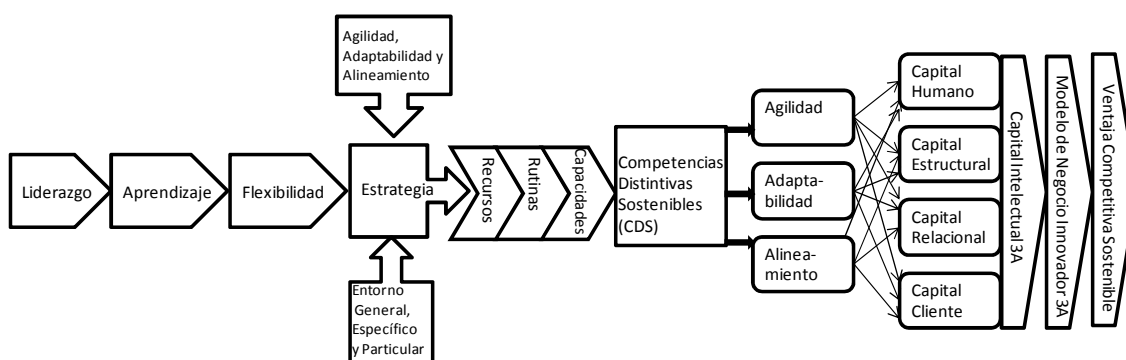 Liderazgo
Aprendizaje
Flexibilidad
Agilidad,
Adaptabilidad y
Alineamiento
Estrategia
Entorno
General,
Específico
y Particular
Recursos
Rutinas
Capacidades
Competencias
Distintivas
Sostenibles
(CDS)
Agilidad
Adapta-
bilidad
Alinea-
miento
Capital
Humano
Capital
Estructural
Capital
Relacional
Capital
Cliente
Capital Intelectual 3A
Modelo de Negocio Innovador 3A
Ventaja Competitiva Sostenible